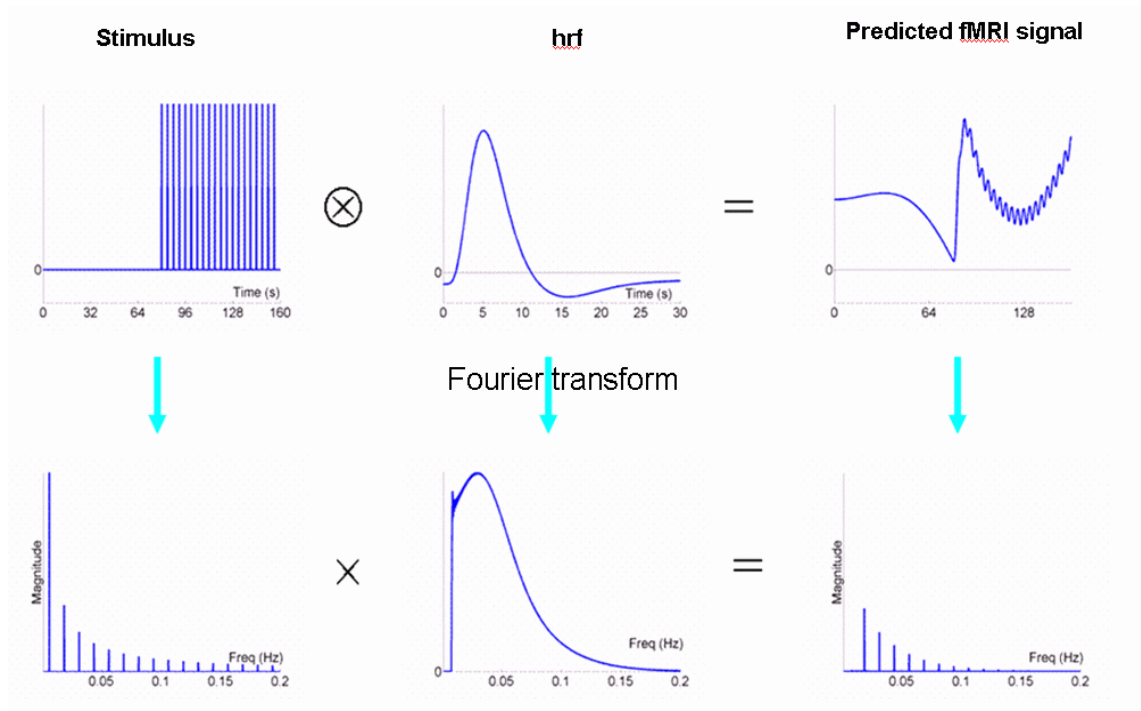 Stimulus
hrf
Predicted fMRI signal
0
Time (s)
0 32 64 96 128 160
0
Time (s)
0 5 10 15 20 25 30
0
0 64 128
Fourier transform
Magnitude
Freq (Hz)
0.05 0.1 0.15 0.2
0
Freq (Hz)
0.05 0.1 0.15 0.2
Magnitude
Freq (Hz)
0.05 0.1 0.15 0.2